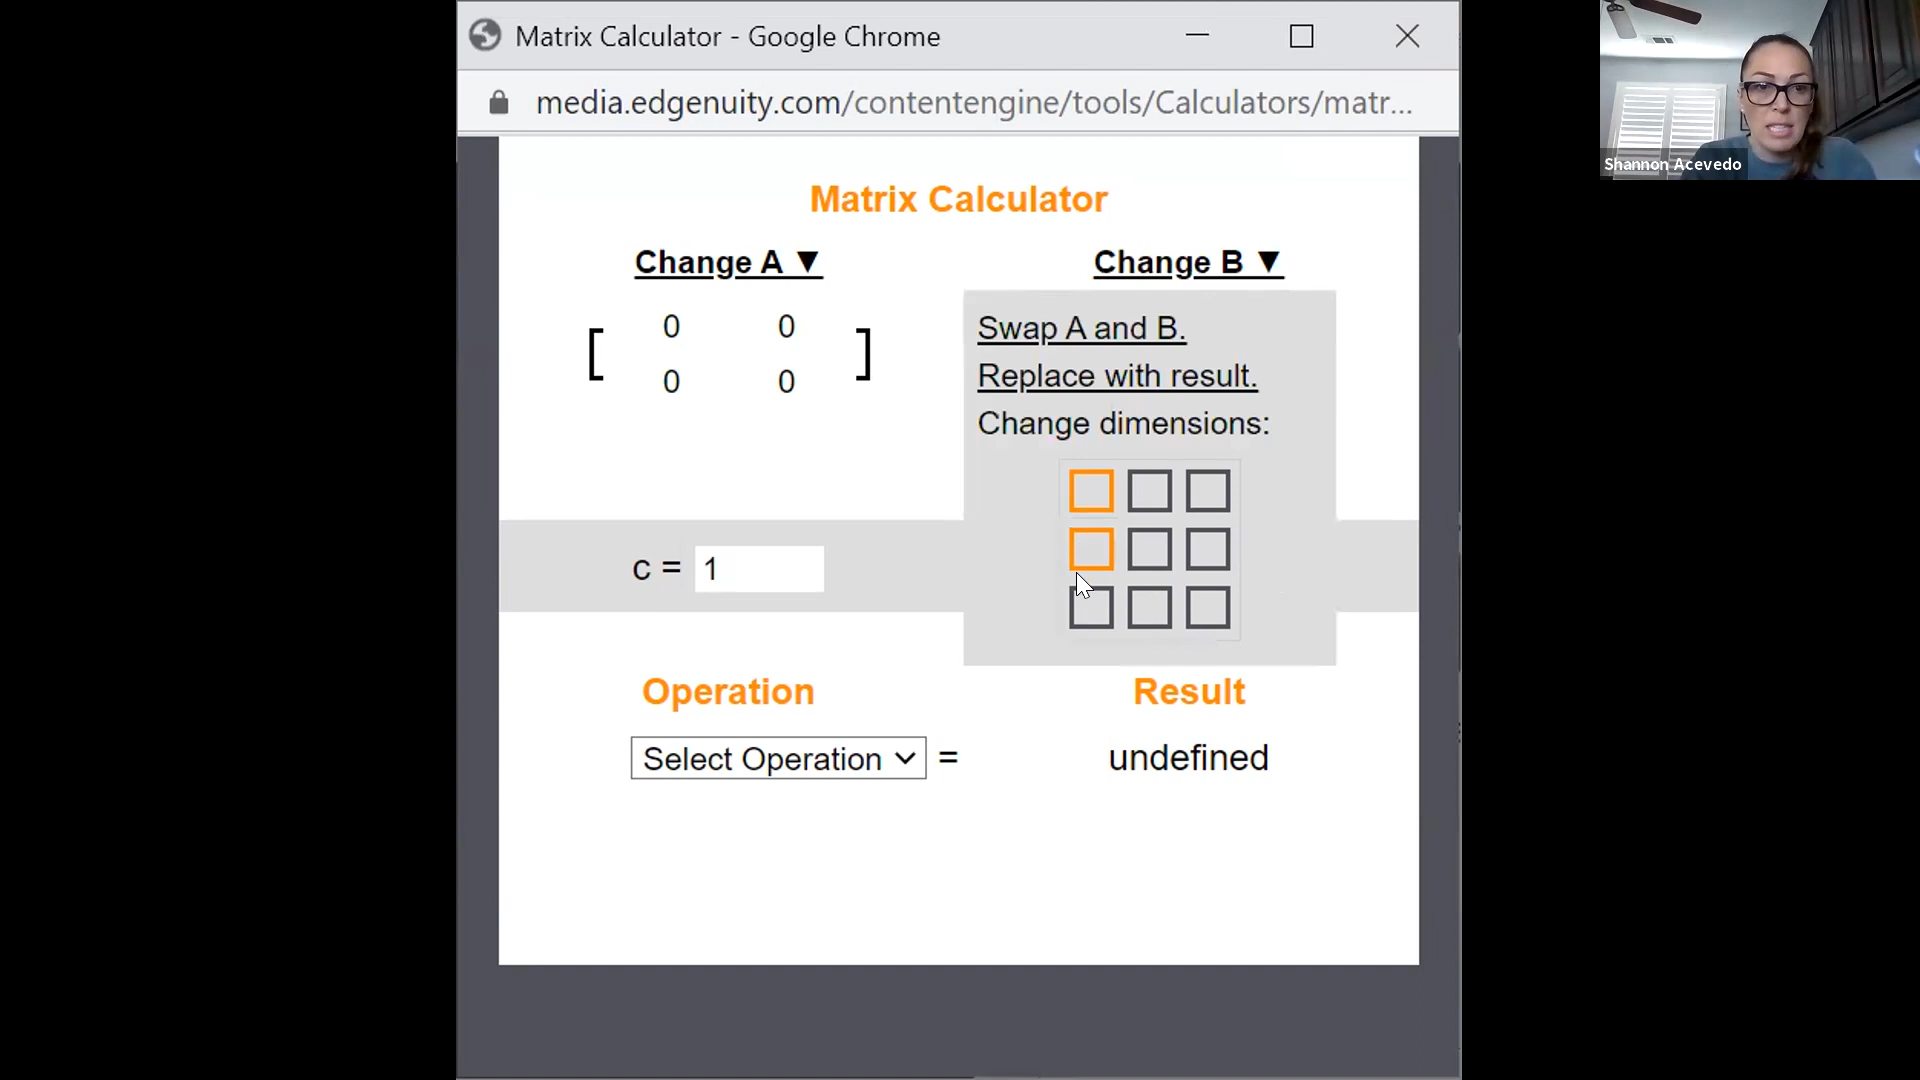 Matrix Calculator - Google Chrome
media.edgenuity.com/contentengine/tools/Calculators/matr...
Shannon Acevedo
Matrix Calculator
Change A ▼
Change B ▼
[ 0 0
0 0 ]
Swap A and B.
Replace with result.
Change dimensions:
c = 1
Operation
Result
Select Operation =
undefined